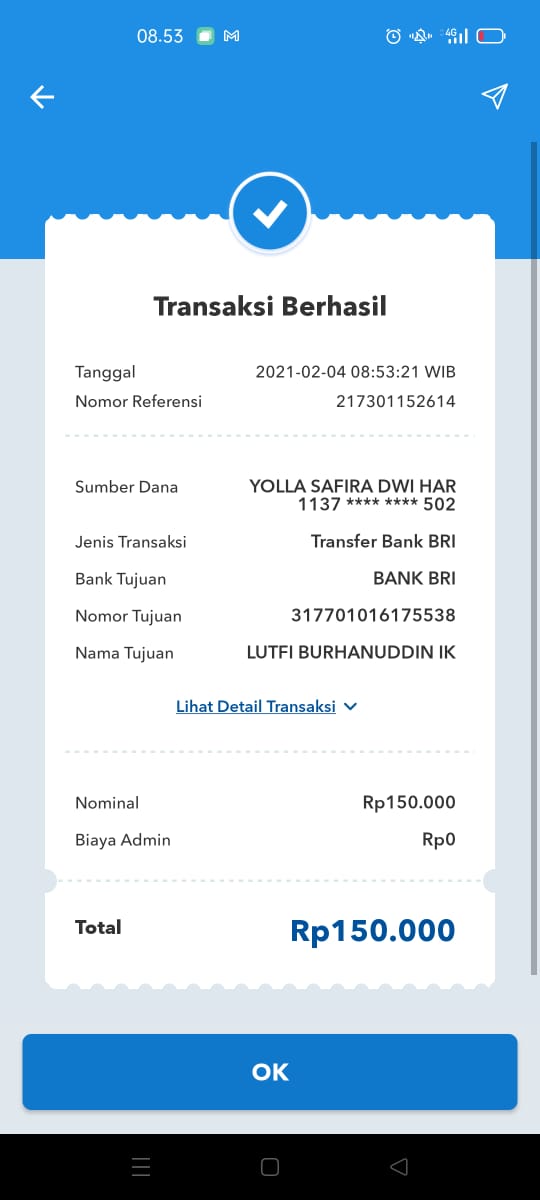 08.53
4G
Transaksi Berhasil
Tanggal 2021-02-04 08:53:21 WIB
Nomor Referensi 217301152614
Sumber Dana YOLLA SAFIRA DWI HAR
1137 **** **** 502
Jenis Transaksi Transfer Bank BRI
Bank Tujuan BANK BRI
Nomor Tujuan 317701016175538
Nama Tujuan LUTFI BURHANUDDIN IK
Lihat Detail Transaksi
Nominal Rp150.000
Biaya Admin Rp0
Total Rp150.000
OK